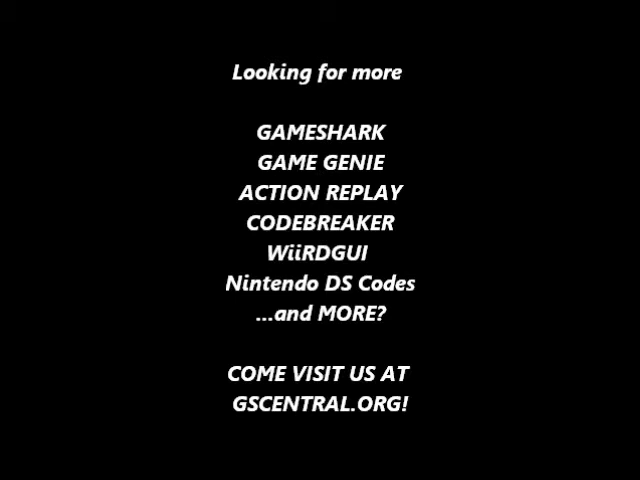 Looking for more
GAMESHARK
GAME GENIE
ACTION REPLAY
CODEBREAKER
WiiRDGUI
Nintendo DS Codes
...and MORE?
COME VISIT US AT
GSCENTRAL.ORG!